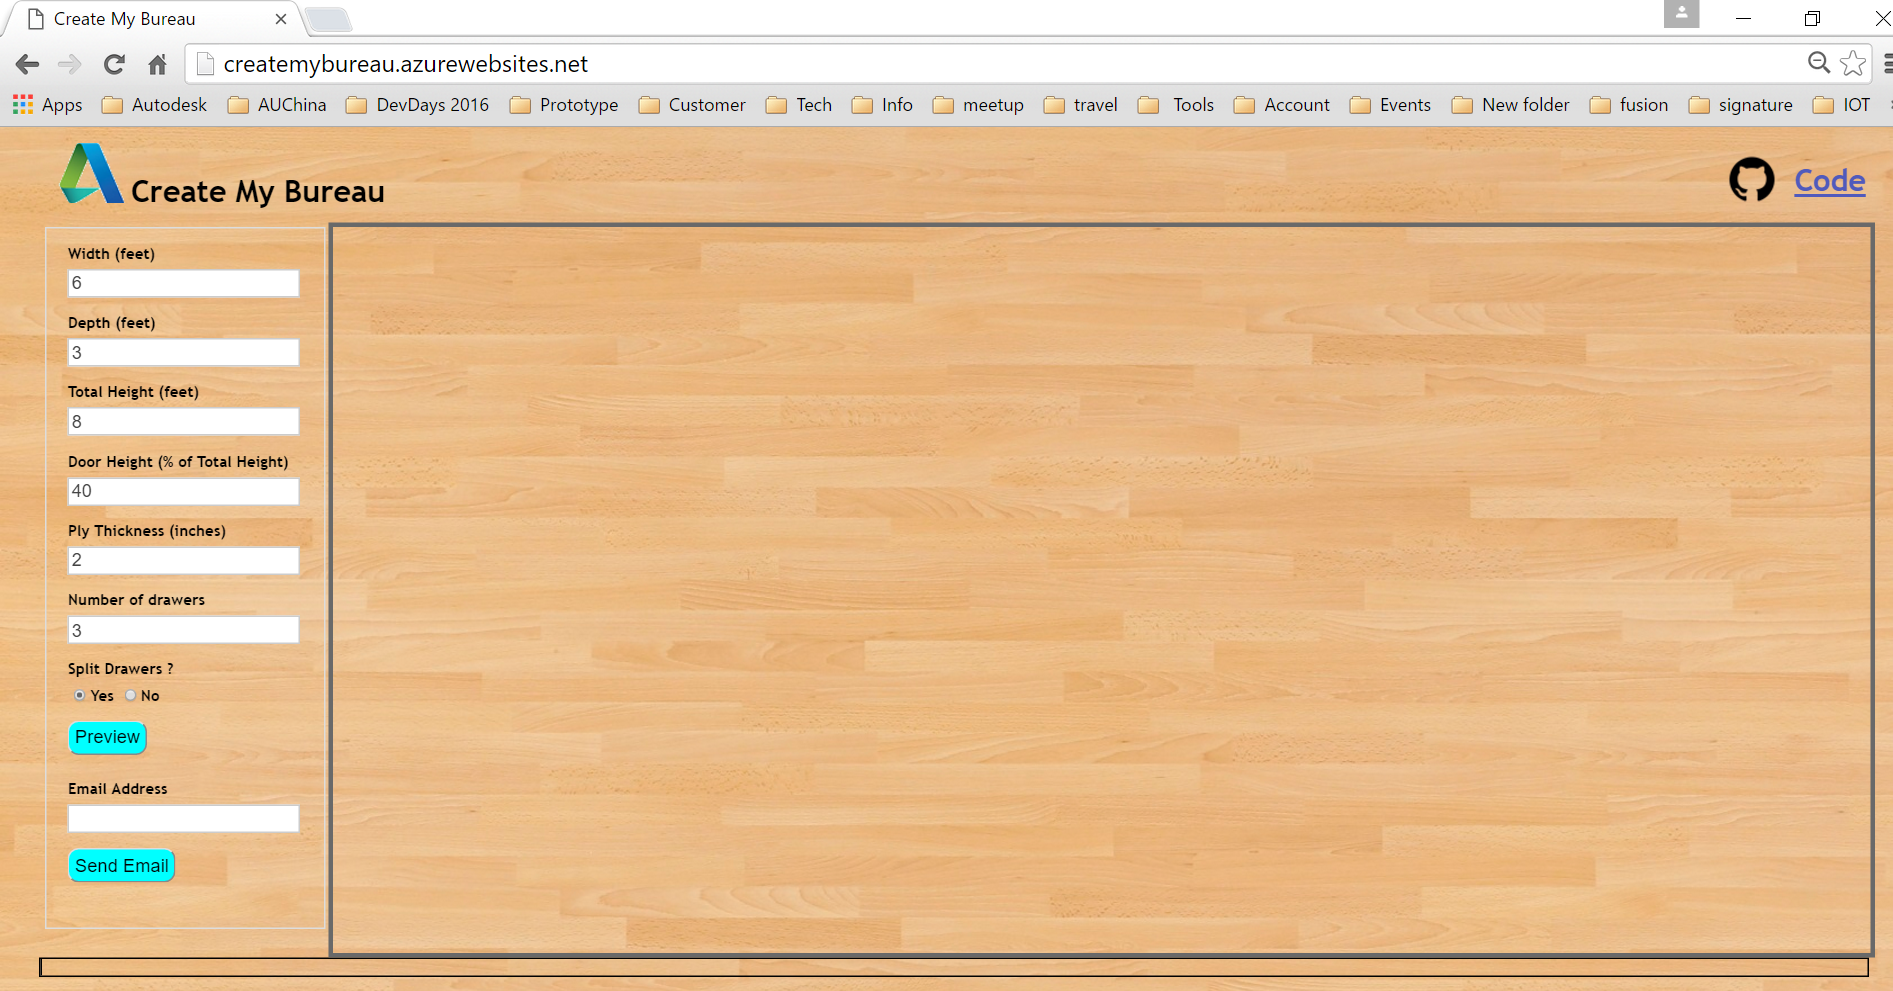 Create My Bureau
createmybureau.azurewebsites.net
Apps Autodesk AUChina DevDays 2016 Prototype Customer Tech Info meetup travel Tools Account Events New folder fusion signature IOT
Create My Bureau
Code
Width (feet)
6
Depth (feet)
3
Total Height (feet)
8
Door Height (% of Total Height)
40
Ply Thickness (inches)
2
Number of drawers
3
Split Drawers ?
Yes No
Preview
Email Address
Send Email